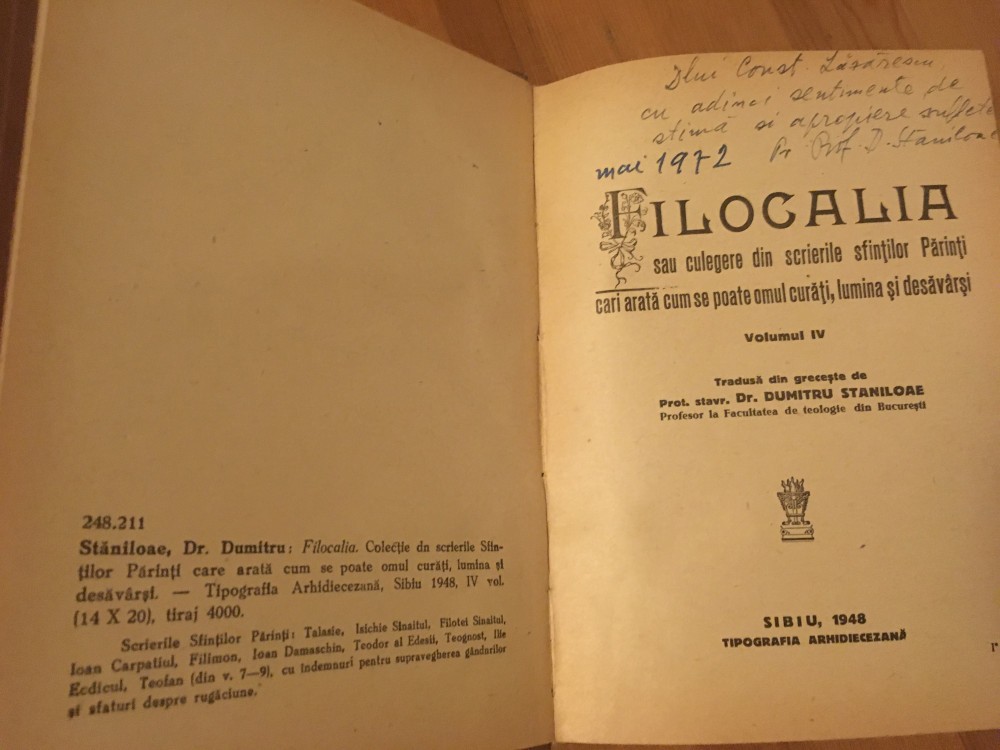 248.211
Stăniloae, Dr. Dumitru: Filocalia. Colecție dn scrierile Sfin-
ților Părinți care arată cum se poate omul curăți, lumina și
desăvârși. — Tipografia Arhidiecezană, Sibiu 1948, IV vol.
(14 X 20), tiraj 4000.
Scrierile Sfinților Părinți: Talasie, Isichie Sinaitul, Filotei Sinaitul,
Ioan Carpatiul, Filimon, Ioan Damaschin, Teodor al Edesii, Teognost, Ilie
Ecdicul, Teofan (din v. 7—9), cu îndemnuri pentru supravegherea gândurilor
și sfaturi despre rugăciune.
Dlui Const. Lăzărescu,
cu adînci sentimente de
stimă si apropiere suflete
mai 1972 Pr Prof. D. Staniloae
FILOCALIA
sau culegere din scrierile sfinților Părinți
cari arată cum se poate omul curăți, lumina și desăvârși
Volumul IV
Tradusă din grecește de
Prot. stavr. Dr. DUMITRU STANILOAE
Profesor la Facultatea de teologie din București
SIBIU, 1948
TIPOGRAFIA ARHIDIECEZANĂ